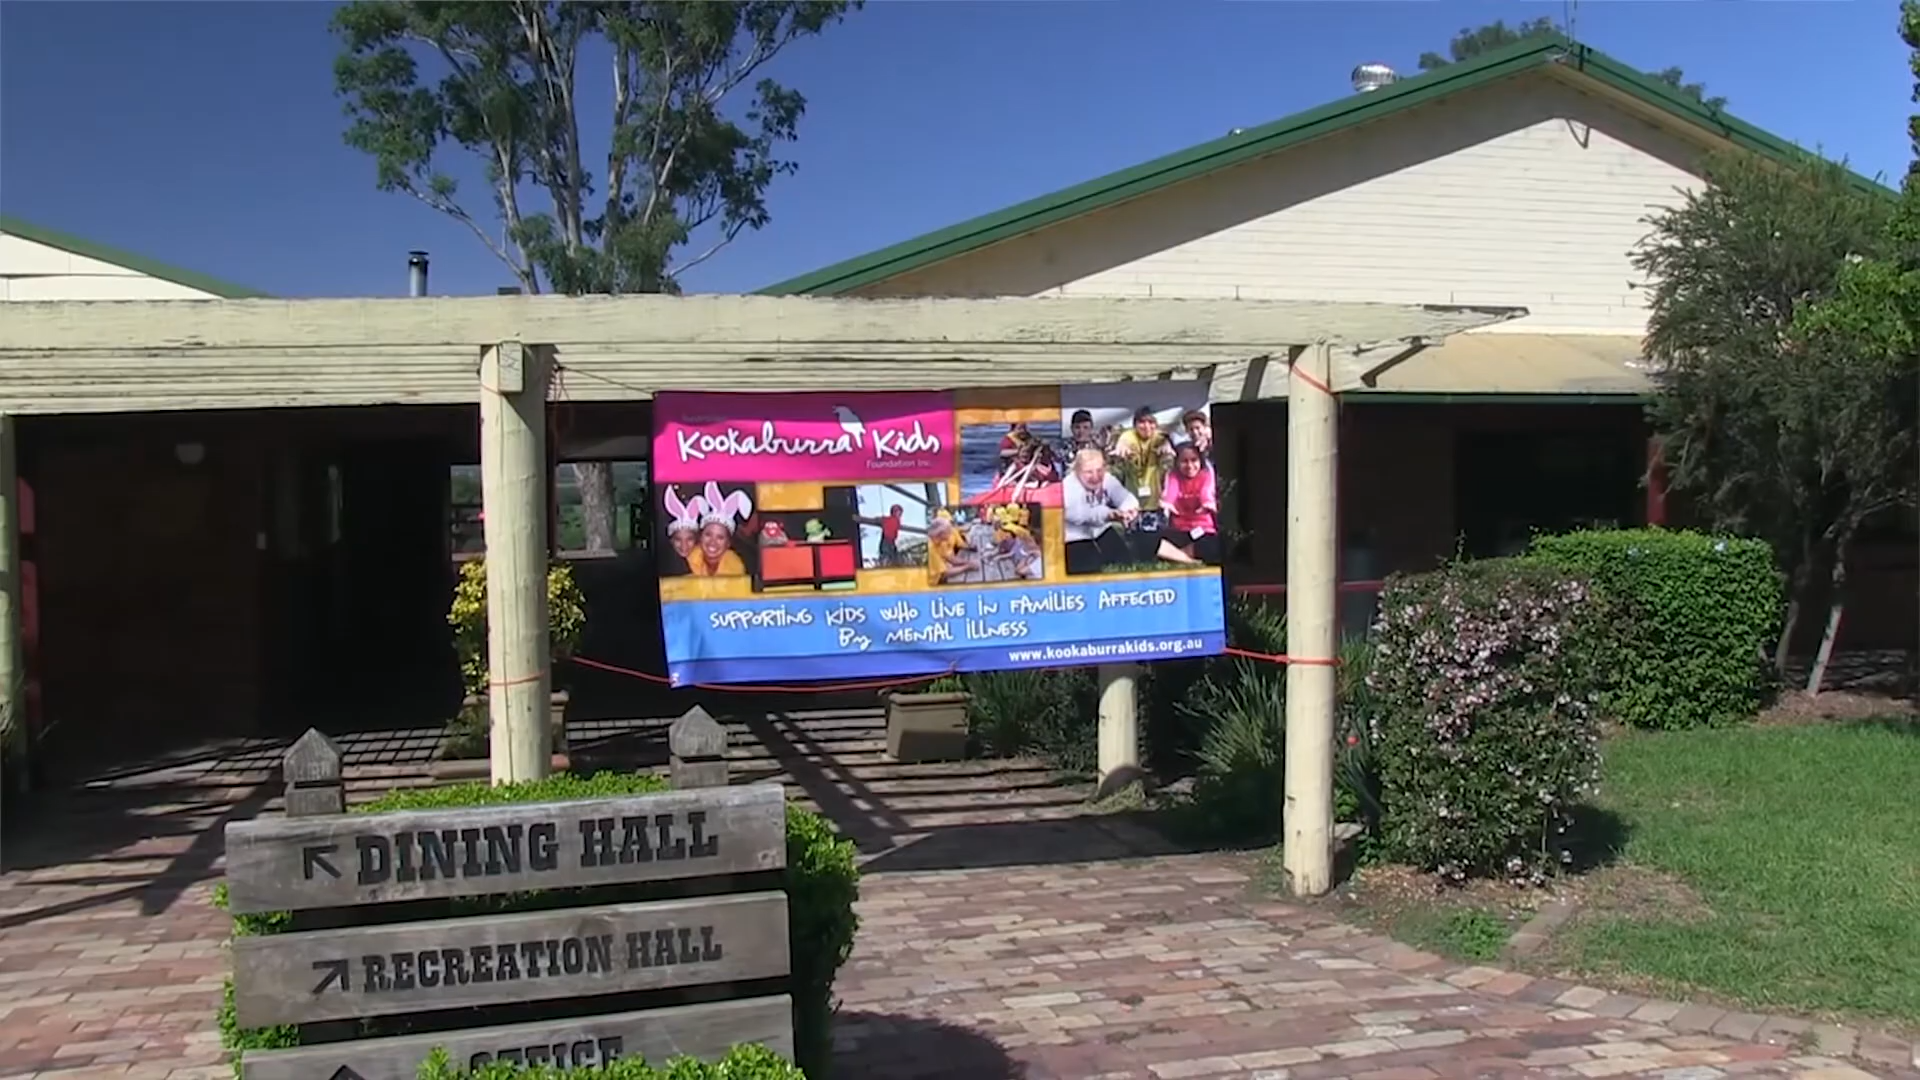 Kookaburra Kids
Foundation Inc.
SUPPORTING KIDS WHO LIVE IN FAMILIES AFFECTED
By MENTAL ILLNESS
www.kookaburrakids.org.au
DINING HALL
RECREATION HALL
OFFICE